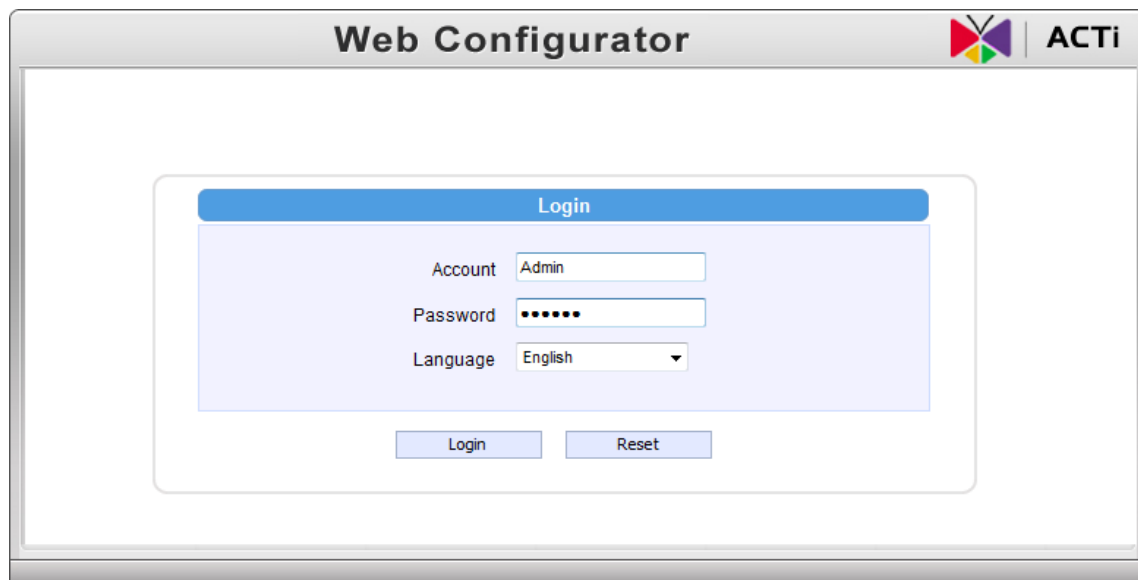 Web Configurator
ACTi
Login
Account Admin
Password ••••••
Language English
Login Reset